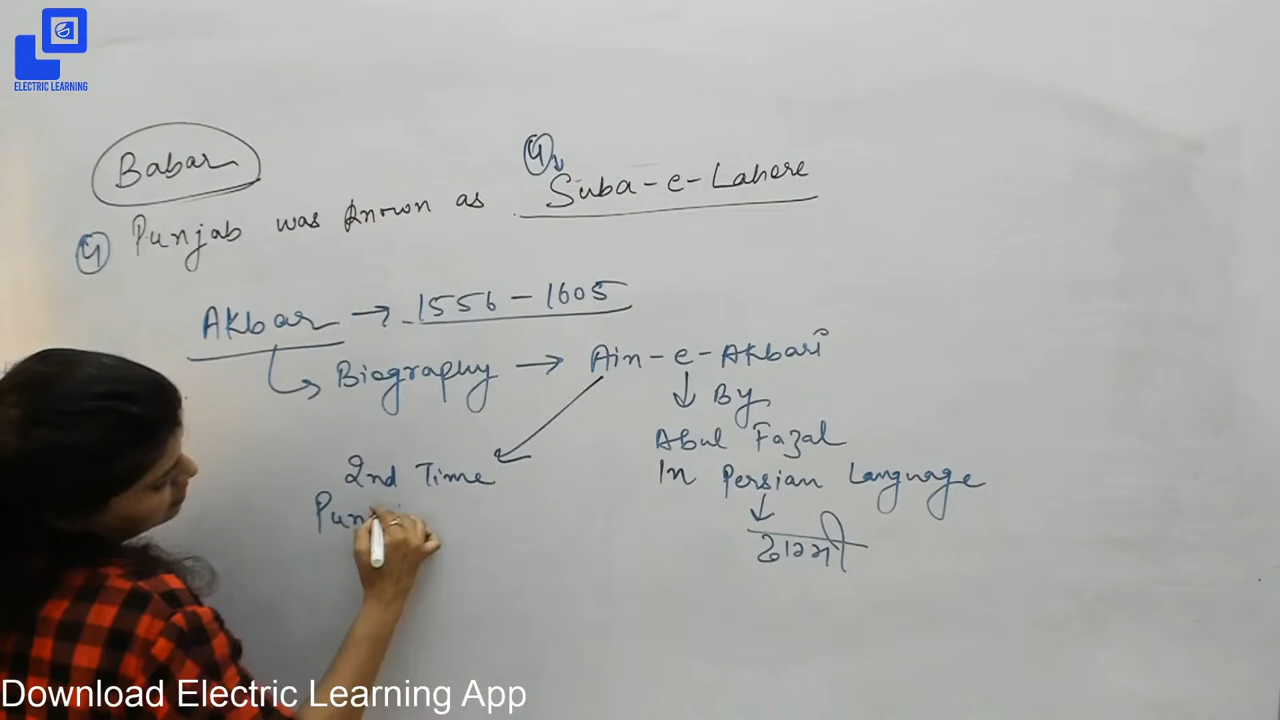 ELECTRIC LEARNING
Babar
Q Punjab was known as Suba-e-Lahore
Q
Akbar → 1556 - 1605
Biography → Ain-e-Akbari
By
Abul Fazal
In Persian Language
2nd Time
Pun
Download Electric Learning App